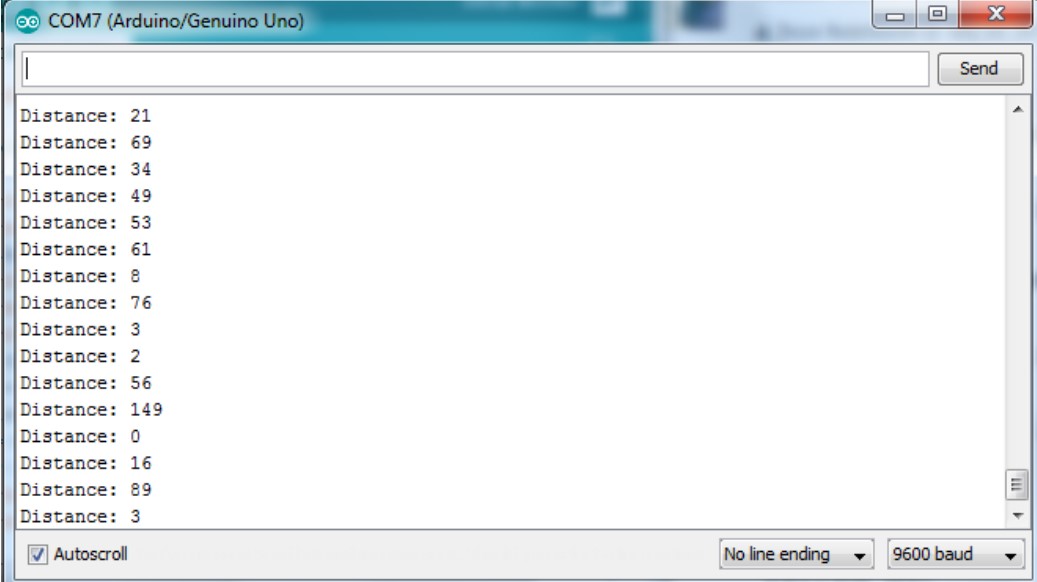 COM7 (Arduino/Genuino Uno)
Send
Distance: 21
Distance: 69
Distance: 34
Distance: 49
Distance: 53
Distance: 61
Distance: 8
Distance: 76
Distance: 3
Distance: 2
Distance: 56
Distance: 149
Distance: 0
Distance: 16
Distance: 89
Distance: 3
Autoscroll
No line ending
9600 baud